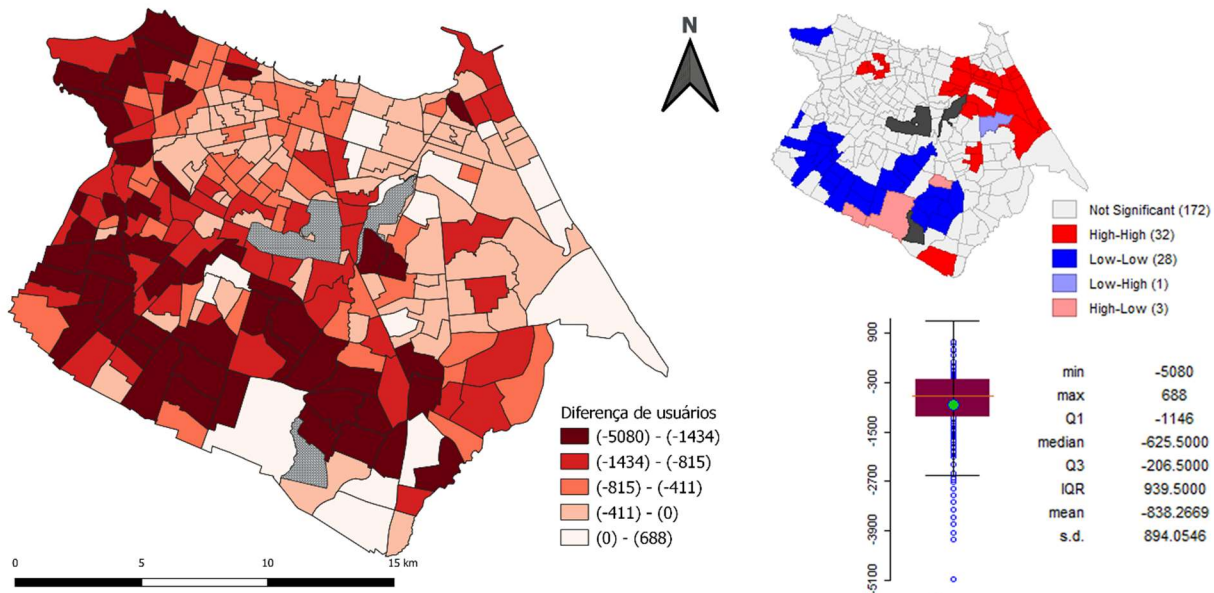 N
Diferença de usuários
(-5080) - (-1434)
(-1434) - (-815)
(-815) - (-411)
(-411) - (0)
(0) - (688)
0 5 10 15 km
Not Significant (172)
High-High (32)
Low-Low (28)
Low-High (1)
High-Low (3)
900
-300
-1500
-2700
-3900
-5100
min -5080
max 688
Q1 -1146
median -625.5000
Q3 -206.5000
IQR 939.5000
mean -838.2669
s.d. 894.0546